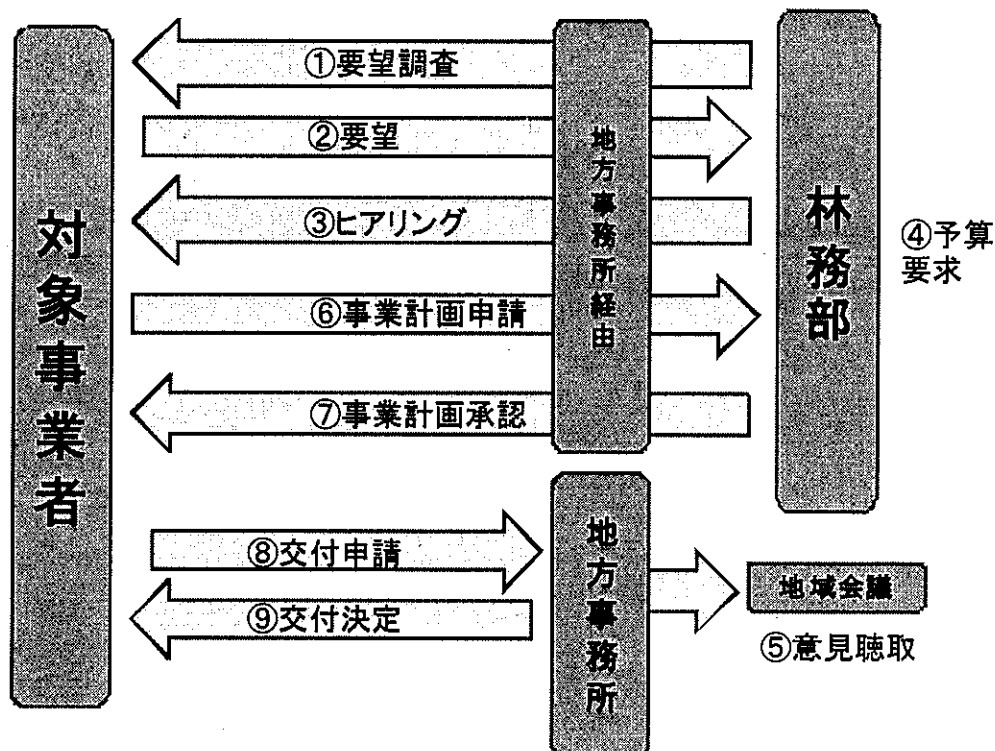 対象事業者
①要望調査
②要望
③ヒアリング
⑥事業計画申請
⑦事業計画承認
地方事務所経由
林務部
④予算
要求
⑧交付申請
⑨交付決定
地方事務所
地域会議
⑤意見聴取